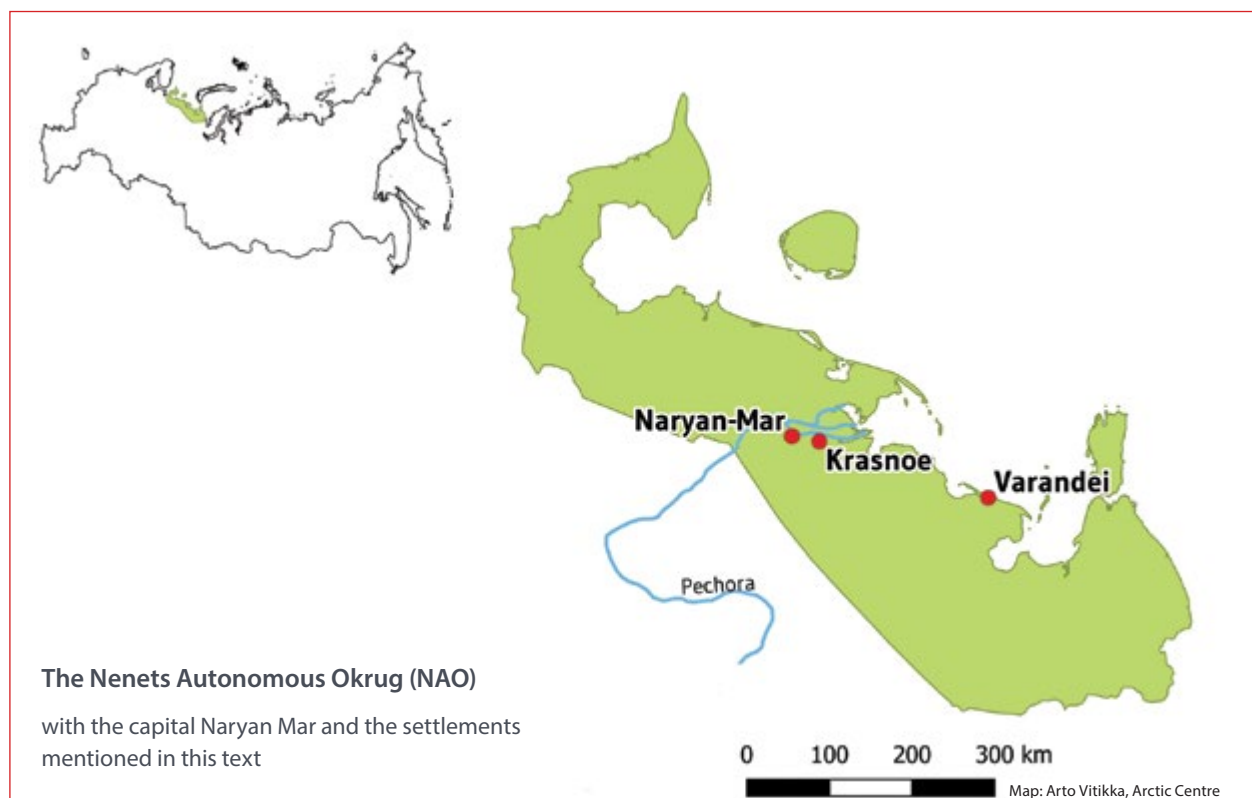 Naryan-Mar
Krasnoe
Varandei
Pechora
The Nenets Autonomous Okrug (NAO)
with the capital Naryan Mar and the settlements
mentioned in this text
0 100 200 300 km
Map: Arto Vitikka, Arctic Centre